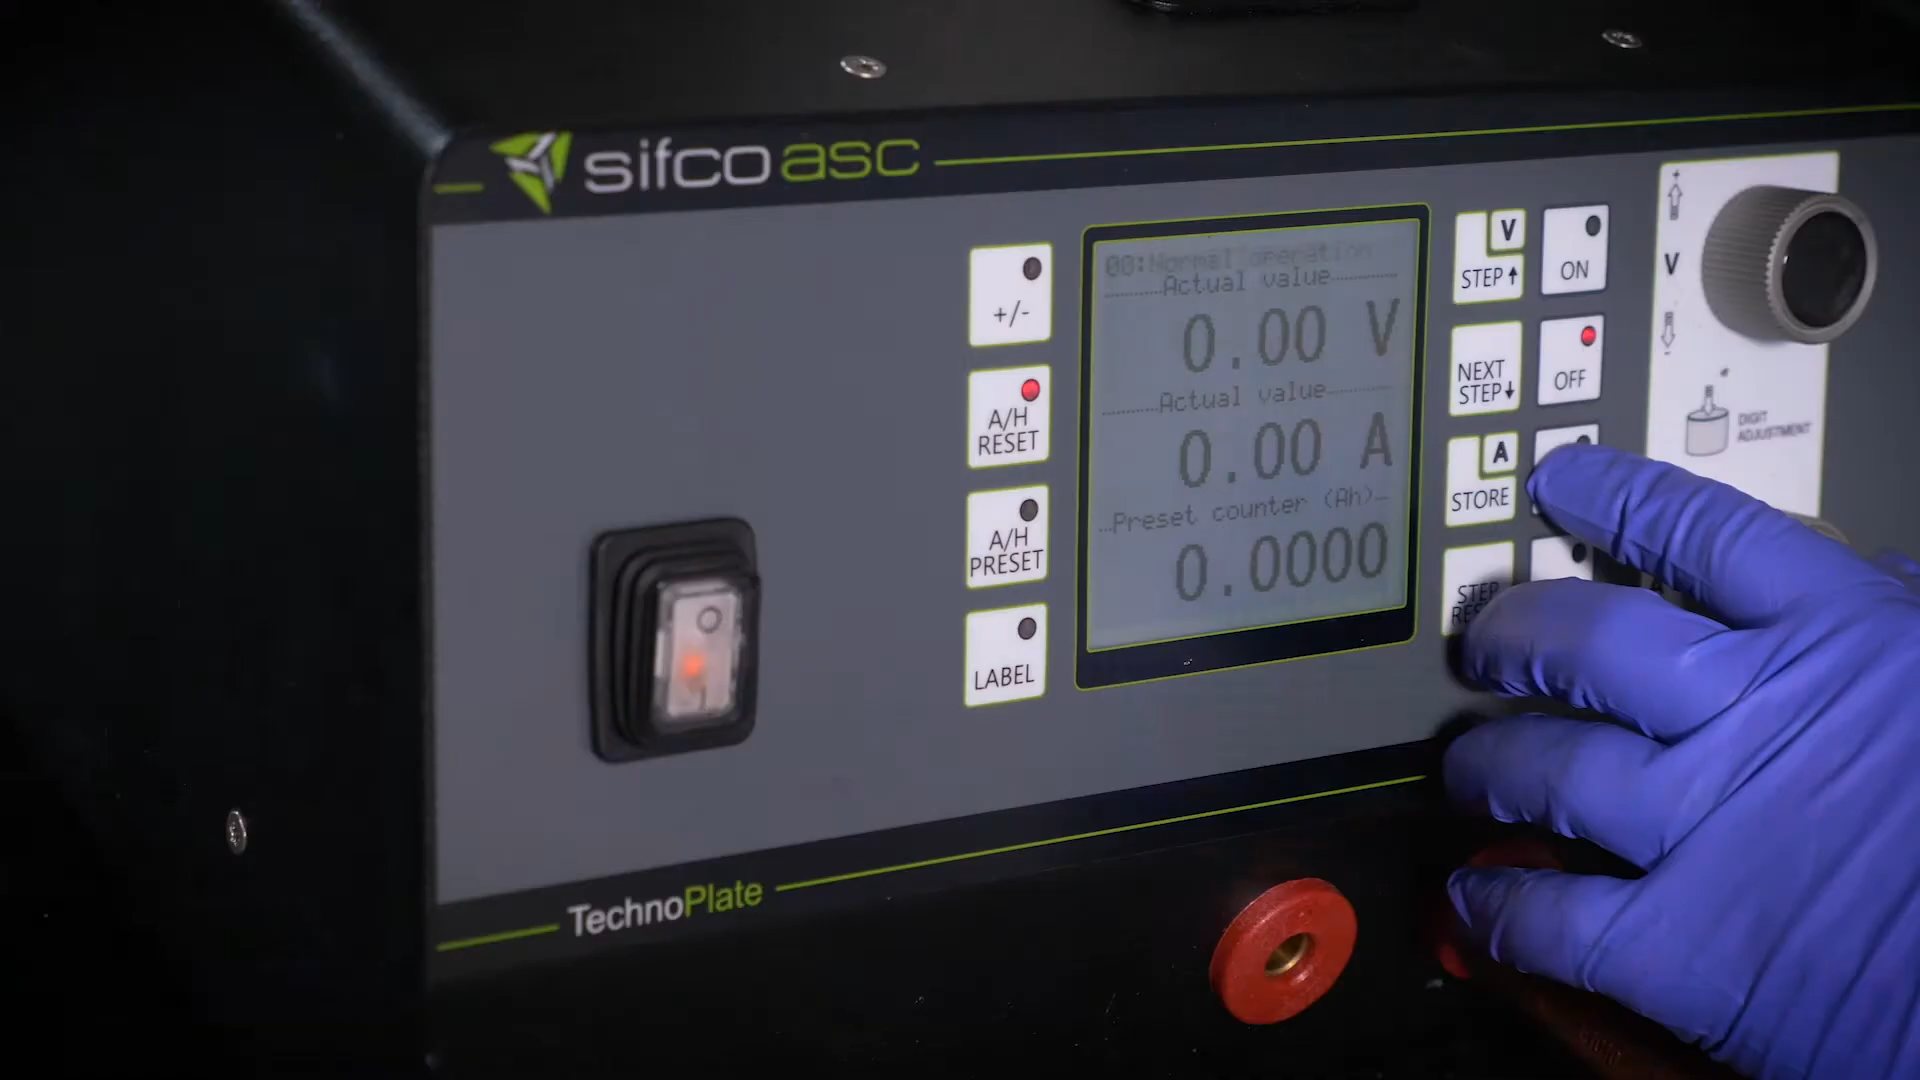 sifco asc
+/-
A/H
RESET
A/H
PRESET
LABEL
00:Normal operation
Actual value
0.00 V
Actual value
0.00 A
Preset counter (Ah)
0.0000
V
STEP↑
NEXT
STEP↓
A
STORE
STEP
ON
OFF
+
V
-
DIGIT
ADJUSTMENT
TechnoPlate